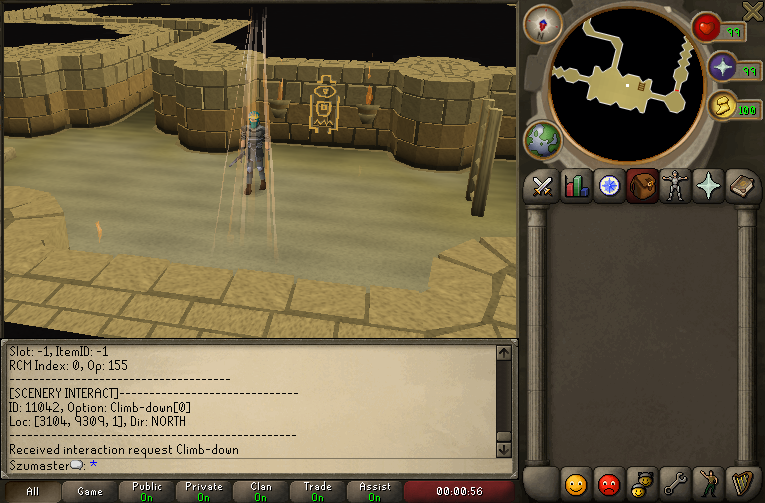 N
99
99
100
Slot: -1, ItemID: -1
RCM Index: 0, Op: 155
------------------------------------
[SCENERY INTERACT]-----------------------------
ID: 11042, Option: Climb-down[0]
Loc: [3104, 9309, 1], Dir: NORTH
----------------------------------------------
Received interaction request Climb-down
Szumaster: *
All
Game
Public
On
Private
On
Clan
On
Trade
On
Assist
On
00:00:56